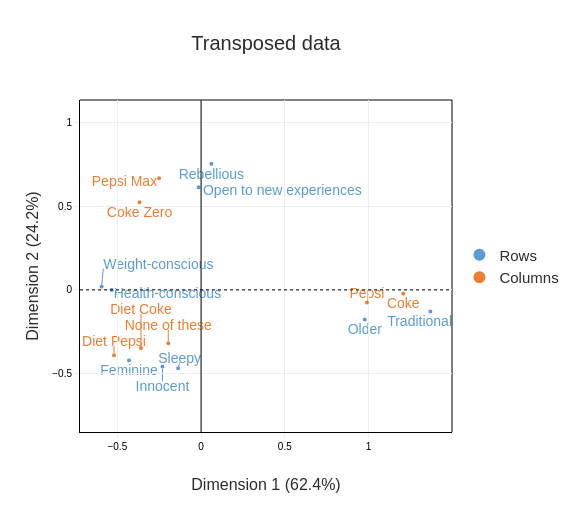 Transposed data
1
0.5
0
−0.5
−0.5
0
0.5
1
Dimension 2 (24.2%)
Dimension 1 (62.4%)
Rebellious
Pepsi Max
Open to new experiences
Coke Zero
Weight-conscious
Health-conscious
Pepsi
Coke
Diet Coke
Traditional
None of these
Older
Diet Pepsi
Sleepy
Feminine
Innocent
Rows
Columns